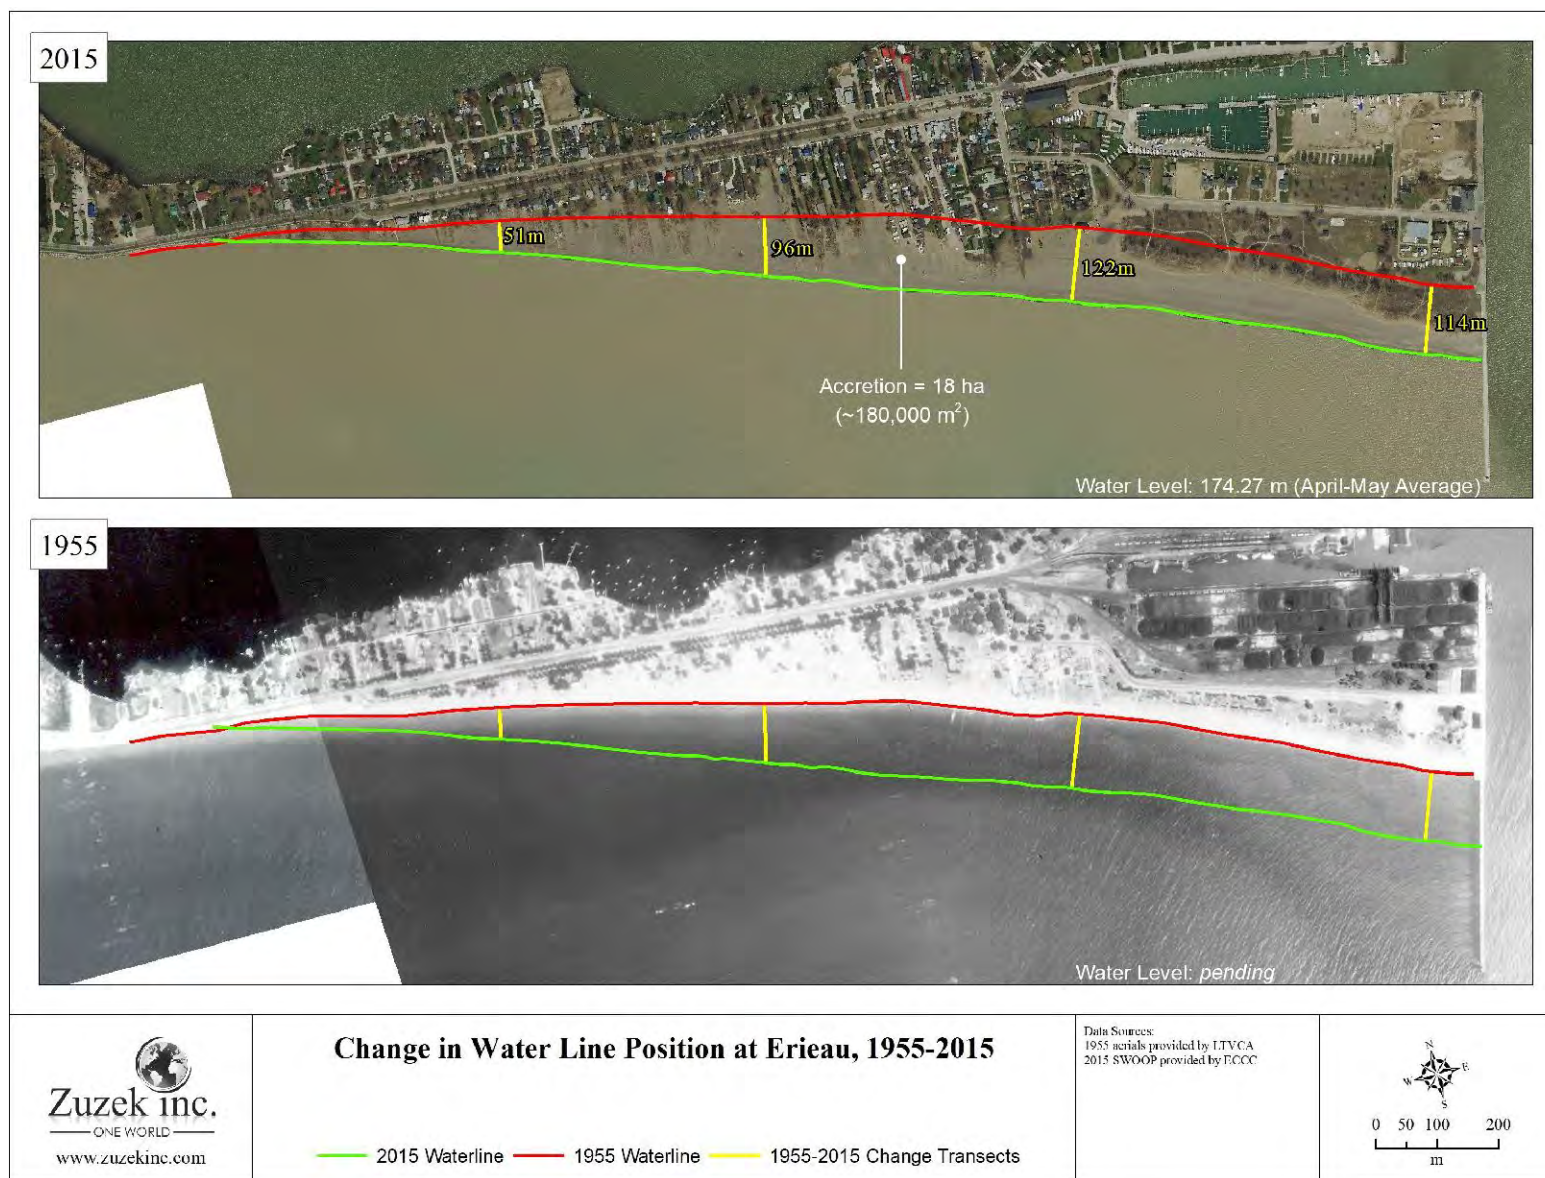 2015
51m
96m
122m
114m
Accretion = 18 ha
(~180,000 m²)
Water Level: 174.27 m (April-May Average)
1955
Water Level: pending
Zuzek inc.
ONE WORLD
www.zuzekinc.com
Change in Water Line Position at Erieau, 1955-2015
2015 Waterline
1955 Waterline
1955-2015 Change Transects
Data Sources:
1955 aerials provided by LTVCA
2015 SWOOP provided by ECCC
N
E
W
S
0 50 100 200
m